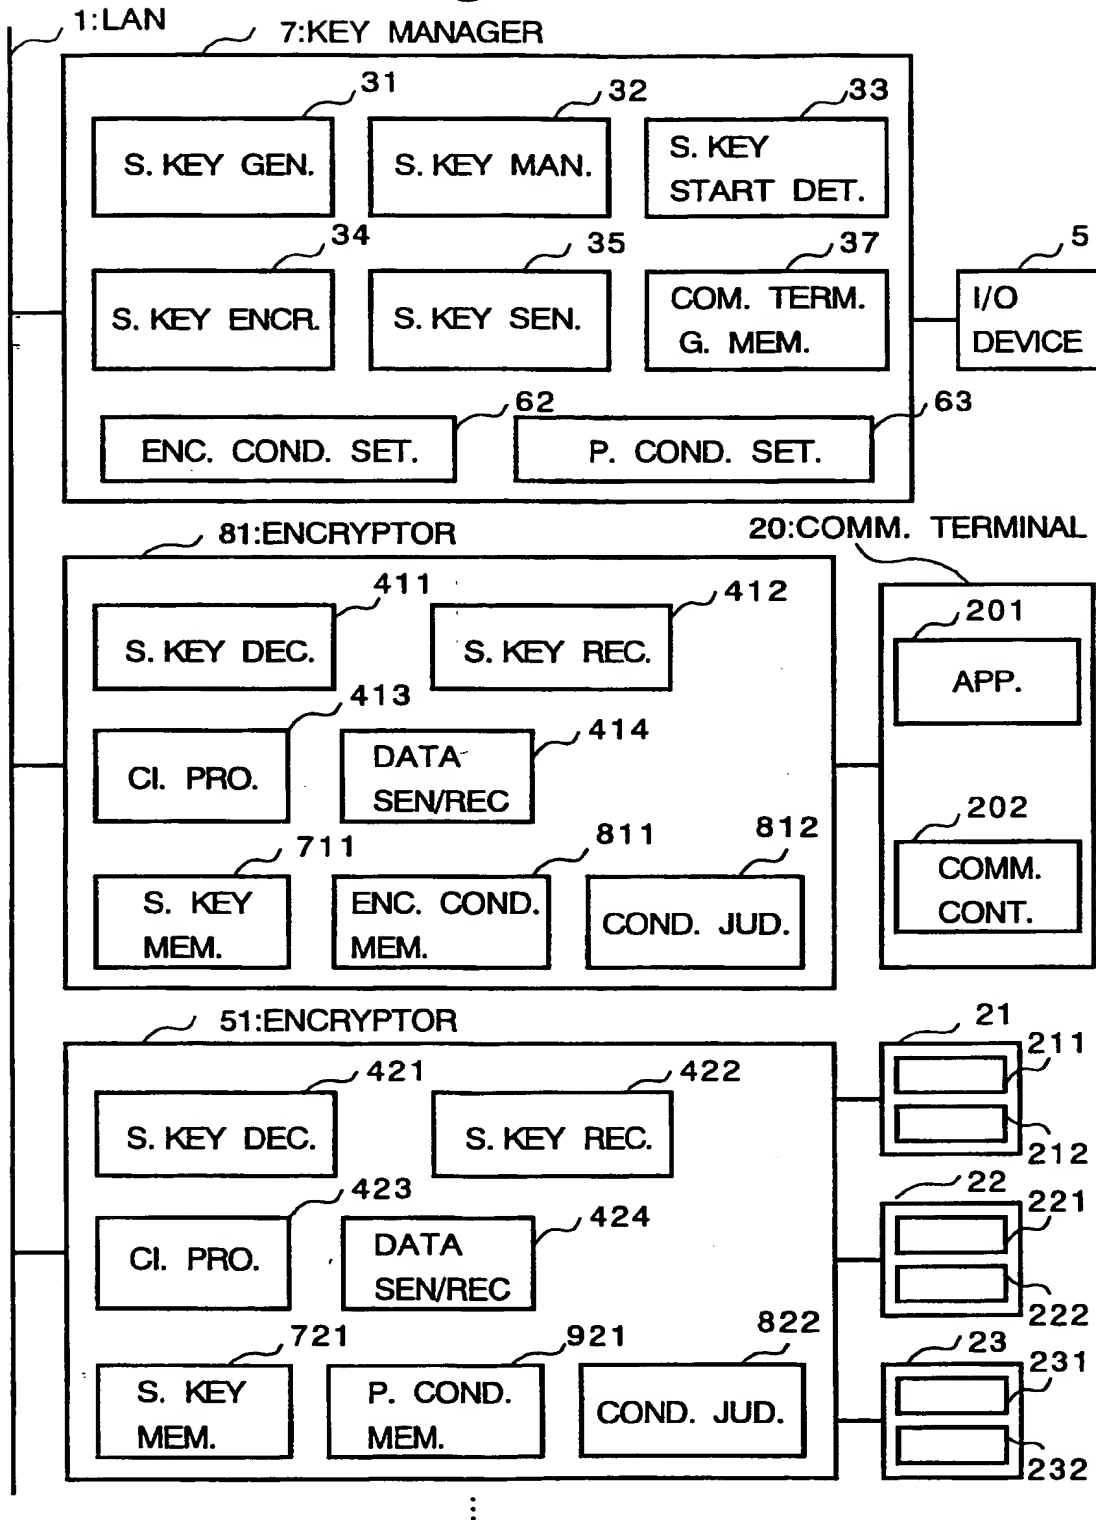 1:LAN
7:KEY MANAGER
31
32
33
S. KEY GEN.
S. KEY MAN.
S. KEY
START DET.
34
35
37
5
S. KEY ENCR.
S. KEY SEN.
COM. TERM.
G. MEM.
I/O
DEVICE
62
63
ENC. COND. SET.
P. COND. SET.
81:ENCRYPTOR
20:COMM. TERMINAL
411
412
201
S. KEY DEC.
S. KEY REC.
APP.
413
414
CI. PRO.
DATA
SEN/REC
202
COMM.
CONT.
711
811
812
S. KEY
MEM.
ENC. COND.
MEM.
COND. JUD.
51:ENCRYPTOR
21
211
212
421
422
S. KEY DEC.
S. KEY REC.
22
221
222
423
424
CI. PRO.
DATA
SEN/REC
721
921
822
23
231
232
S. KEY
MEM.
P. COND.
MEM.
COND. JUD.